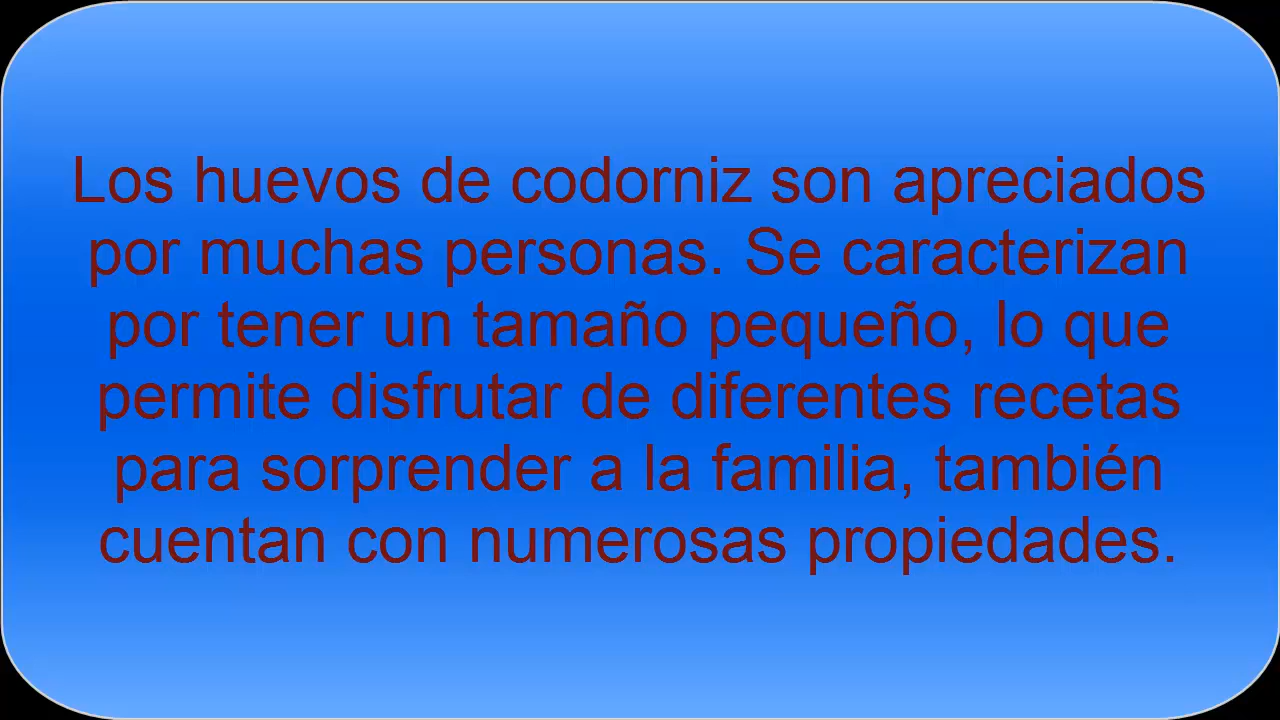 Los huevos de codorniz son apreciados
por muchas personas. Se caracterizan
por tener un tamaño pequeño, lo que
permite disfrutar de diferentes recetas
para sorprender a la familia, también
cuentan con numerosas propiedades.